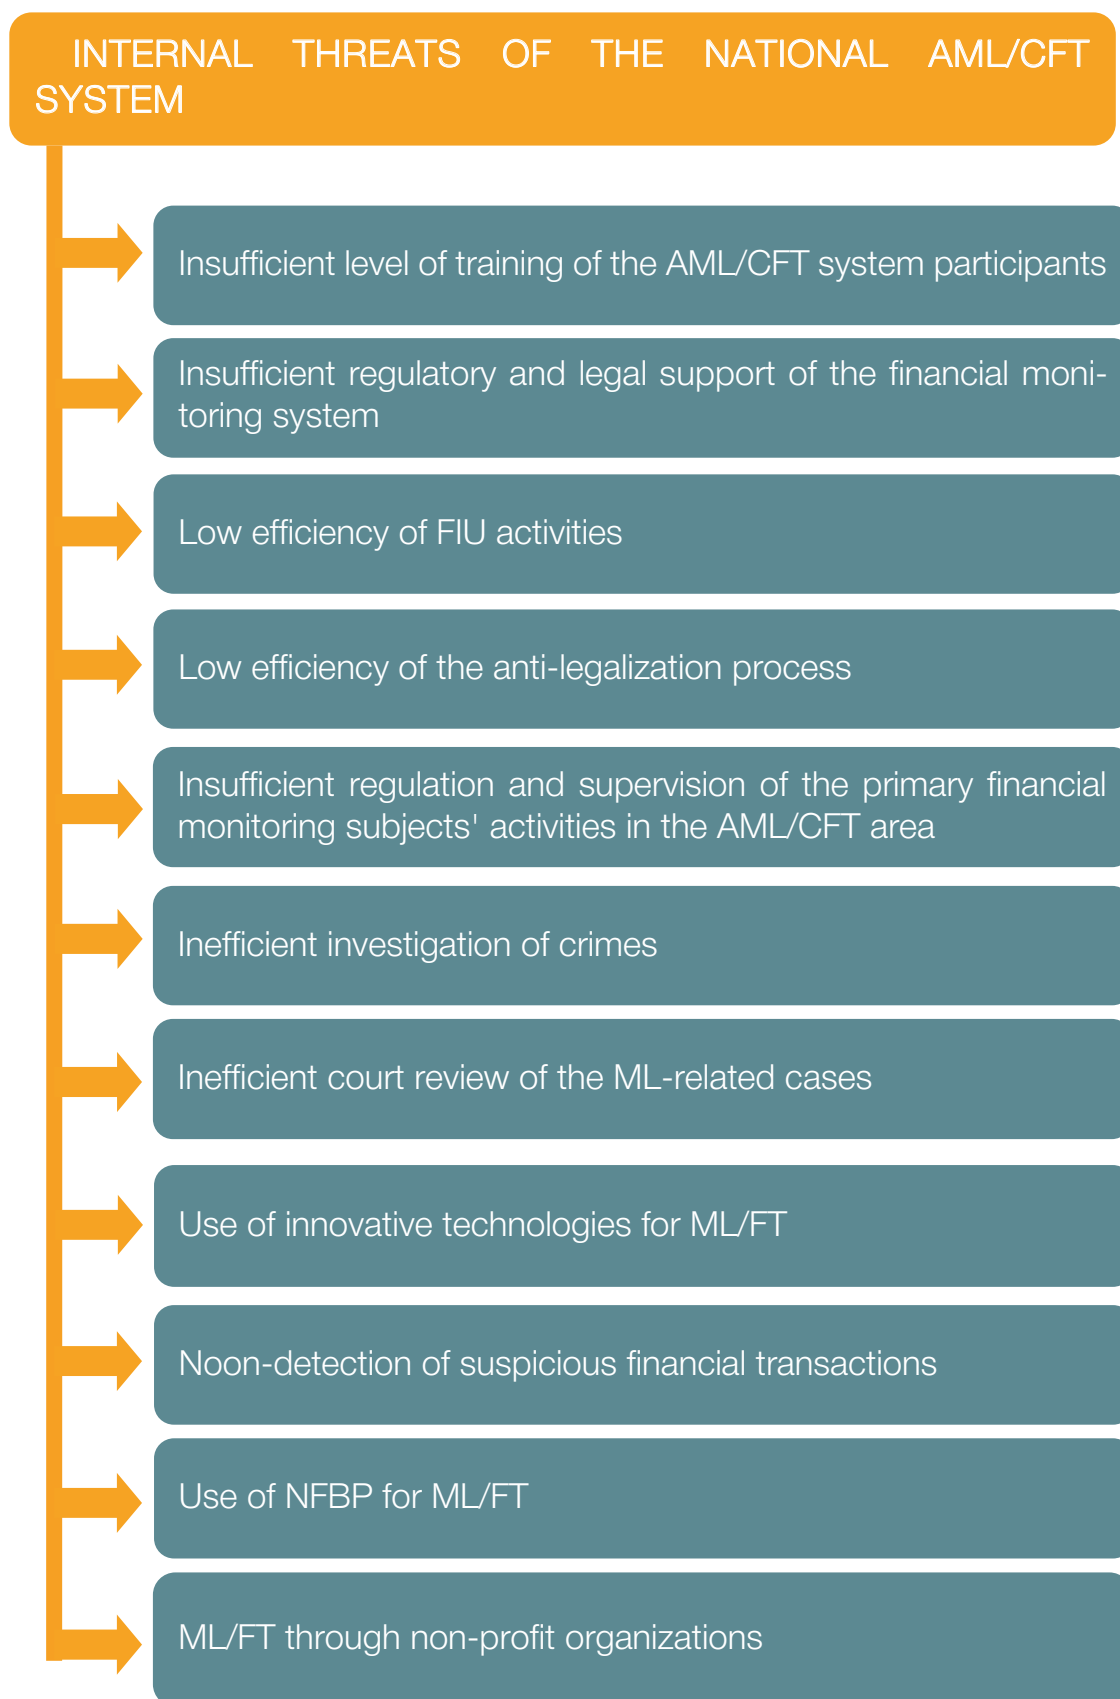 INTERNAL THREATS OF THE NATIONAL AML/CFT
SYSTEM
Insufficient level of training of the AML/CFT system participants
Insufficient regulatory and legal support of the financial moni-
toring system
Low efficiency of FIU activities
Low efficiency of the anti-legalization process
Insufficient regulation and supervision of the primary financial
monitoring subjects' activities in the AML/CFT area
Inefficient investigation of crimes
Inefficient court review of the ML-related cases
Use of innovative technologies for ML/FT
Noon-detection of suspicious financial transactions
Use of NFBP for ML/FT
ML/FT through non-profit organizations